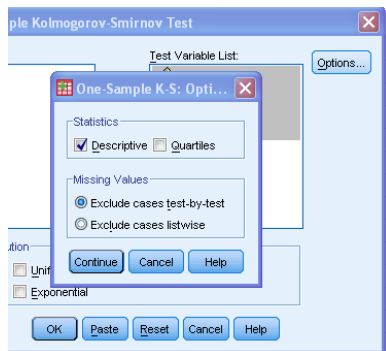 ple Kolmogorov-Smirnov Test
Test Variable List:
Options...
One-Sample K-S: Opti...
Statistics
Descriptive Quartiles
Missing Values
Exclude cases test-by-test
Exclude cases listwise
Continue Cancel Help
ution
Unif
Exponential
OK Paste Reset Cancel Help